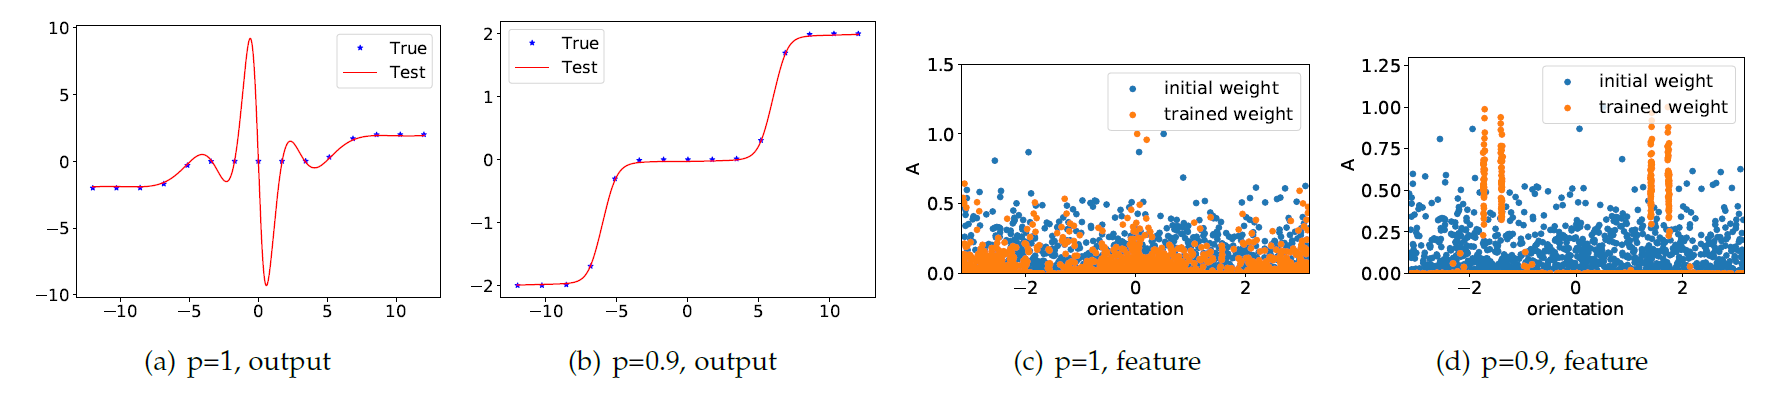 10
5
0
−5
−10
−10 −5 0 5 10
True
Test
(a) p=1, output
2
1
0
−1
−2
−10 −5 0 5 10
True
Test
(b) p=0.9, output
1.5
1.0
0.5
0.0
A
−2 0 2
orientation
initial weight
trained weight
(c) p=1, feature
1.25
1.00
0.75
0.50
0.25
0.00
A
−2 0 2
orientation
initial weight
trained weight
(d) p=0.9, feature